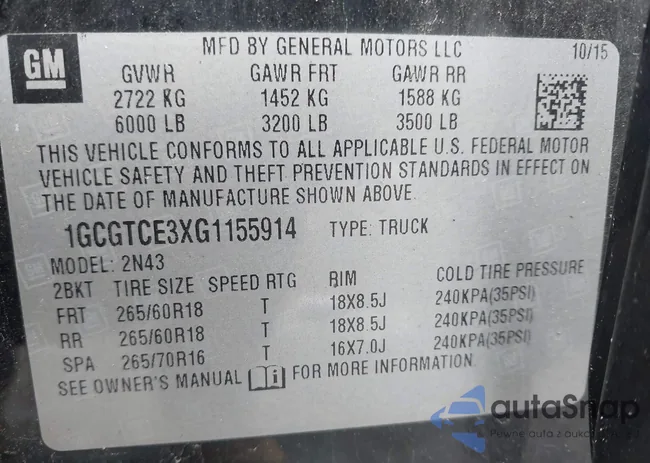 GM
MFD BY GENERAL MOTORS LLC 10/15
GVWR GAWR FRT GAWR RR
2722 KG 1452 KG 1588 KG
6000 LB 3200 LB 3500 LB
THIS VEHICLE CONFORMS TO ALL APPLICABLE U.S. FEDERAL MOTOR
VEHICLE SAFETY AND THEFT PREVENTION STANDARDS IN EFFECT ON
THE DATE OF MANUFACTURE SHOWN ABOVE.
1GCGTCE3XG1155914 TYPE: TRUCK
MODEL: 2N43
2BKT TIRE SIZE SPEED RTG RIM COLD TIRE PRESSURE
FRT 265/60R18 T 18X8.5J 240KPA(35PSI)
RR 265/60R18 T 18X8.5J 240KPA(35PSI)
SPA 265/70R16 T 16X7.0J 240KPA(35PSI)
SEE OWNER'S MANUAL FOR MORE INFORMATION.
autoSnap
Pewne auta z aukcji